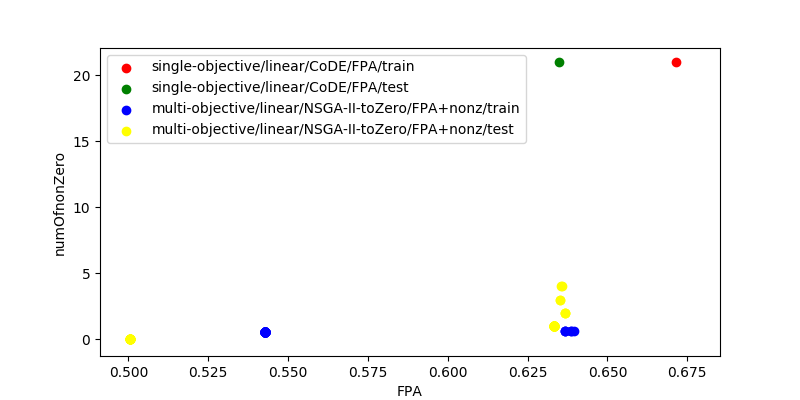 single-objective/linear/CoDE/FPA/train
single-objective/linear/CoDE/FPA/test
multi-objective/linear/NSGA-II-toZero/FPA+nonz/train
multi-objective/linear/NSGA-II-toZero/FPA+nonz/test
numOfnonZero
20
15
10
5
0
0.500 0.525 0.550 0.575 0.600 0.625 0.650 0.675
FPA